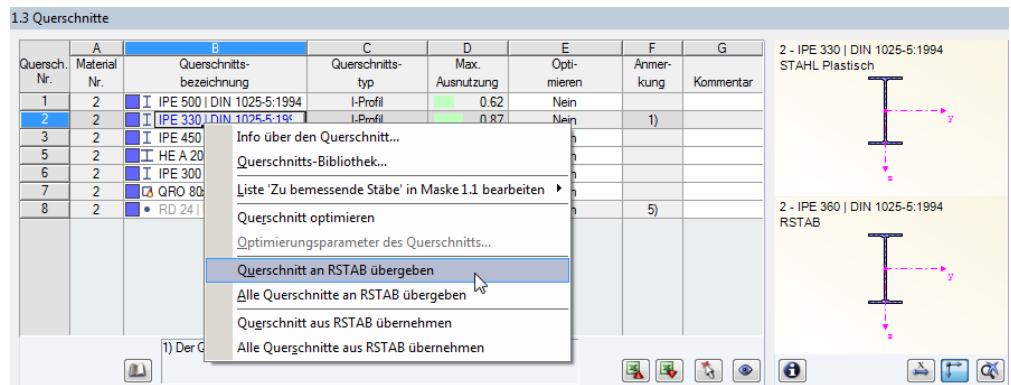 1.3 Querschnitte
A B C D E F G
Quersch. Material Querschnitts- Querschnitts- Max. Opti- Anmer-
Nr. Nr. bezeichnung typ Ausnutzung mieren kung Kommentar
1 2 IPE 500 | DIN 1025-5:1994 I-Profil 0.62 Nein
2 2 IPE 330 | DIN 1025-5:199 I-Profil 0.87 Nein 1)
3 2 IPE 450
5 2 HE A 20
6 2 IPE 300
7 2 QRO 80
8 2 RD 24 | 5)
Info über den Querschnitt...
Querschnitts-Bibliothek...
Liste 'Zu bemessende Stäbe' in Maske 1.1 bearbeiten
Querschnitt optimieren
Optimierungsparameter des Querschnitts...
Querschnitt an RSTAB übergeben
Alle Querschnitte an RSTAB übergeben
Querschnitt aus RSTAB übernehmen
Alle Querschnitte aus RSTAB übernehmen
1) Der Q
2 - IPE 330 | DIN 1025-5:1994
STAHL Plastisch
y
z
2 - IPE 360 | DIN 1025-5:1994
RSTAB
y
z